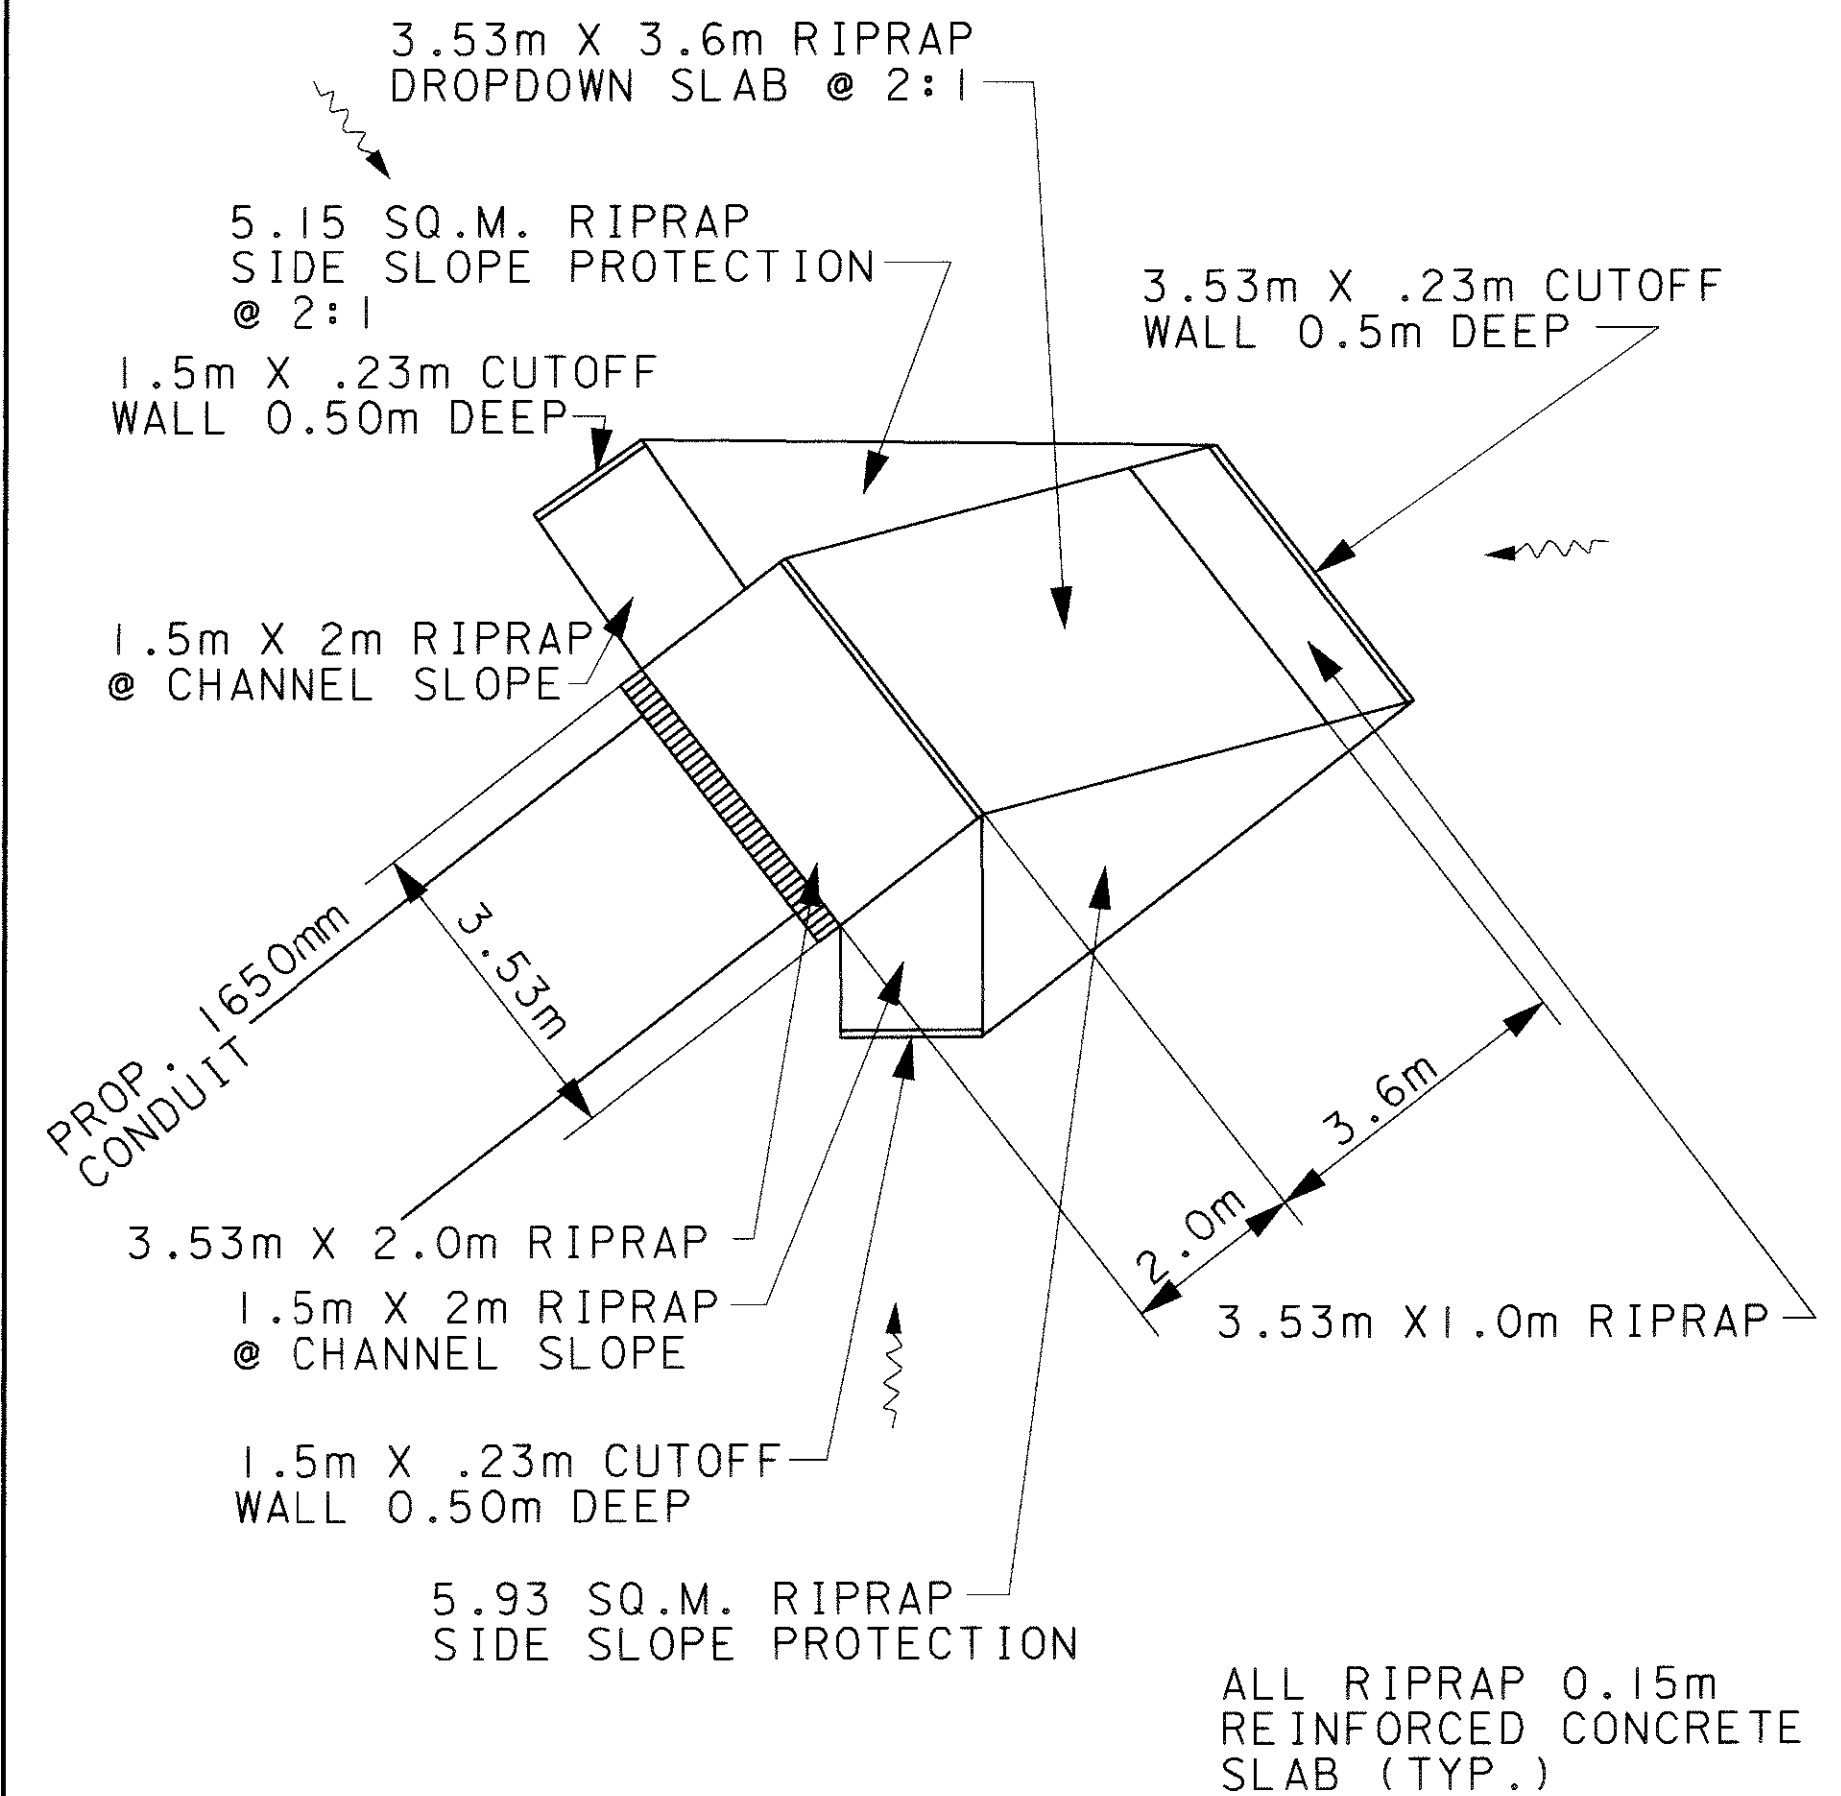 3.53m X 3.6m RIPRAP
DROPDOWN SLAB @ 2:1
5.15 SQ.M. RIPRAP
SIDE SLOPE PROTECTION
@ 2:1
3.53m X .23m CUTOFF
WALL 0.5m DEEP
1.5m X .23m CUTOFF
WALL 0.50m DEEP
1.5m X 2m RIPRAP
@ CHANNEL SLOPE
PROP. 1650mm
CONDUIT
3.53m
3.6m
2.0m
3.53m X 2.0m RIPRAP
1.5m X 2m RIPRAP
@ CHANNEL SLOPE
3.53m X1.0m RIPRAP
1.5m X .23m CUTOFF
WALL 0.50m DEEP
5.93 SQ.M. RIPRAP
SIDE SLOPE PROTECTION
ALL RIPRAP 0.15m
REINFORCED CONCRETE
SLAB (TYP.)